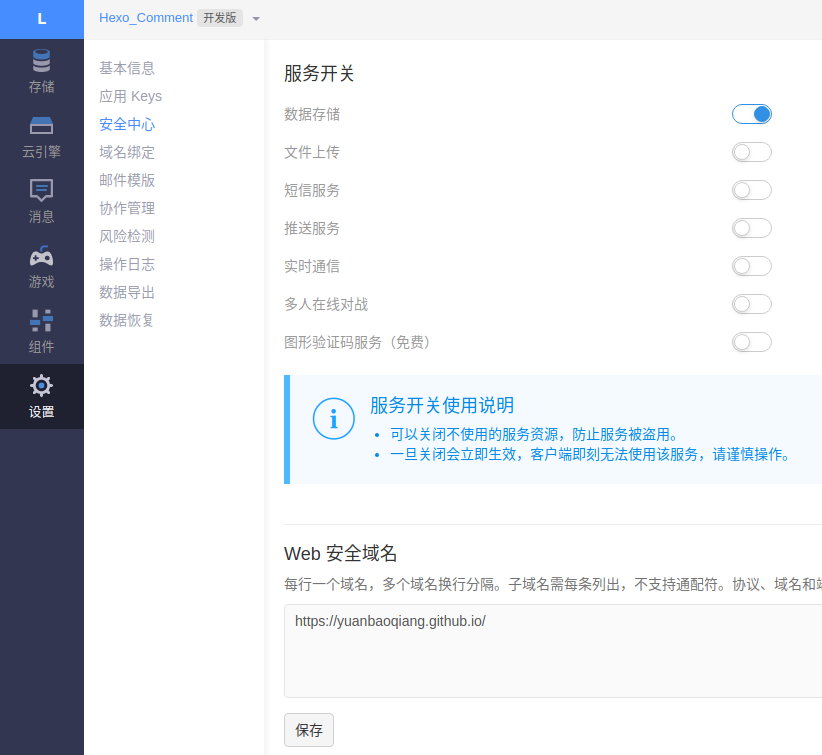 L
Hexo_Comment 开发版
存储
云引擎
消息
游戏
组件
设置
基本信息
应用 Keys
安全中心
域名绑定
邮件模版
协作管理
风险检测
操作日志
数据导出
数据恢复
服务开关
数据存储
文件上传
短信服务
推送服务
实时通信
多人在线对战
图形验证码服务（免费）
服务开关使用说明
可以关闭不使用的服务资源，防止服务被盗用。
一旦关闭会立即生效，客户端即刻无法使用该服务，请谨慎操作。
Web 安全域名
每行一个域名，多个域名换行分隔。子域名需每条列出，不支持通配符。协议、域名和
https://yuanbaoqiang.github.io/
保存